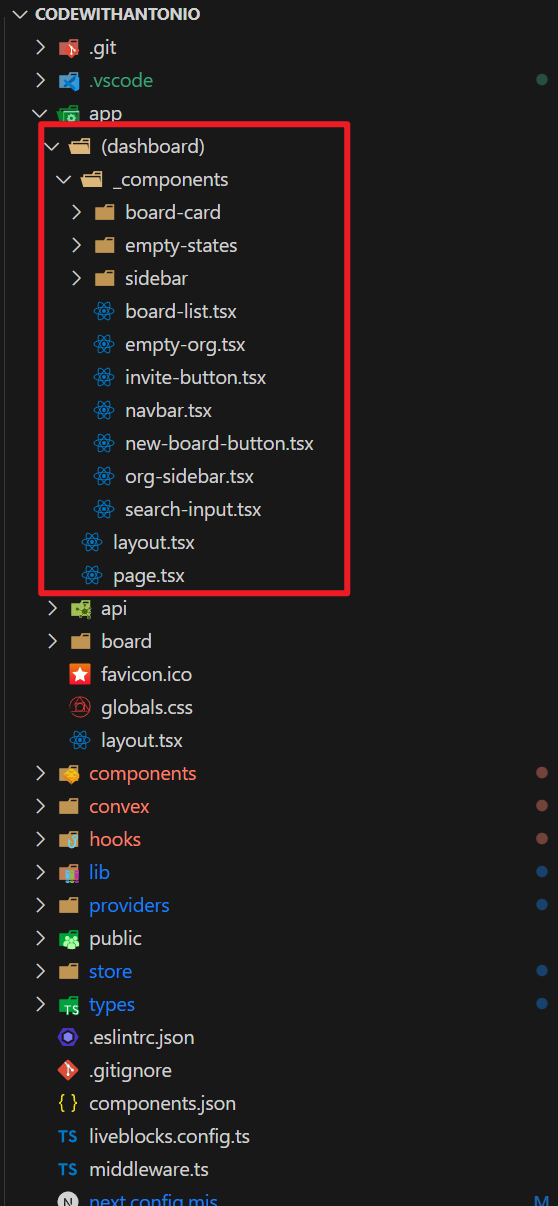 CODEWITHANTONIO
.git
.vscode
app
(dashboard)
_components
board-card
empty-states
sidebar
board-list.tsx
empty-org.tsx
invite-button.tsx
navbar.tsx
new-board-button.tsx
org-sidebar.tsx
search-input.tsx
layout.tsx
page.tsx
api
board
favicon.ico
globals.css
layout.tsx
components
convex
hooks
lib
providers
public
store
TS types
.eslintrc.json
.gitignore
{ } components.json
TS liveblocks.config.ts
TS middleware.ts
N next.config.mjs M